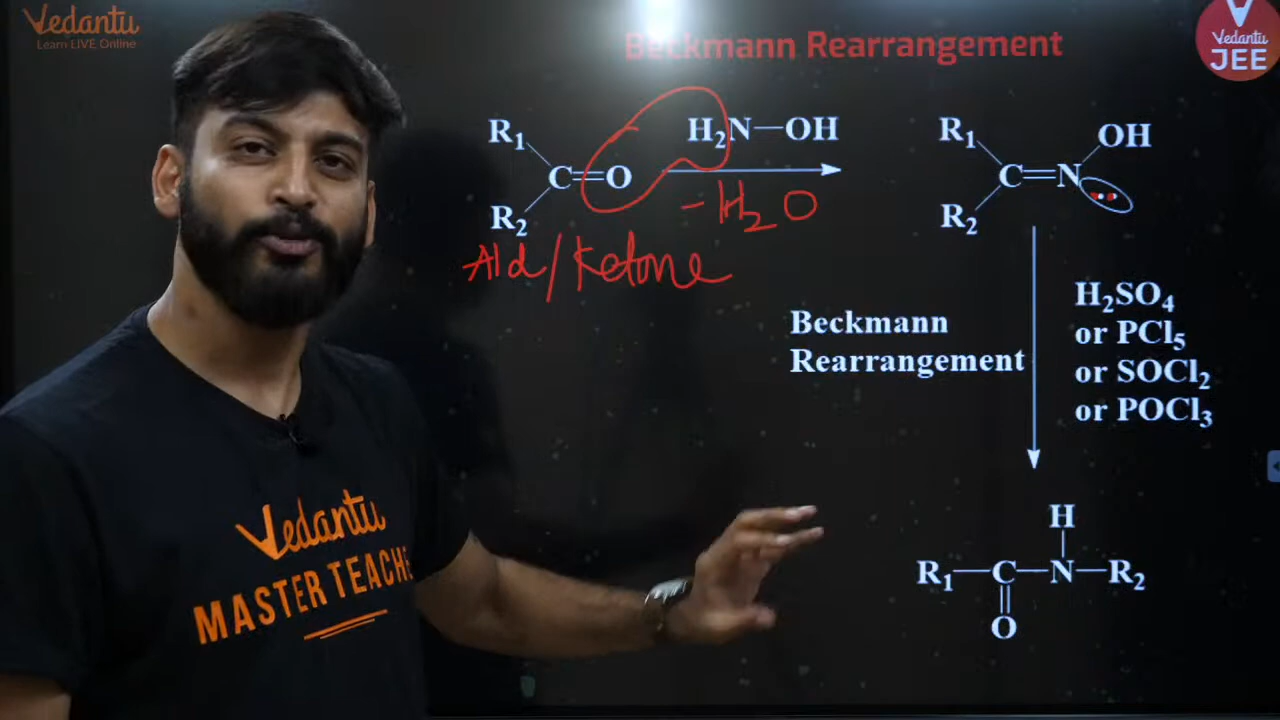 Vedantu
Learn LIVE Online
Beckmann Rearrangement
Vedantu
JEE
R₁
R₂
C=O
H₂N—OH
-H₂O
Ald/Ketone
R₁
R₂
C=N
OH
Beckmann
Rearrangement
H₂SO₄
or PCl₅
or SOCl₂
or POCl₃
H
R₁—C—N—R₂
O
Vedantu
MASTER TEACHE